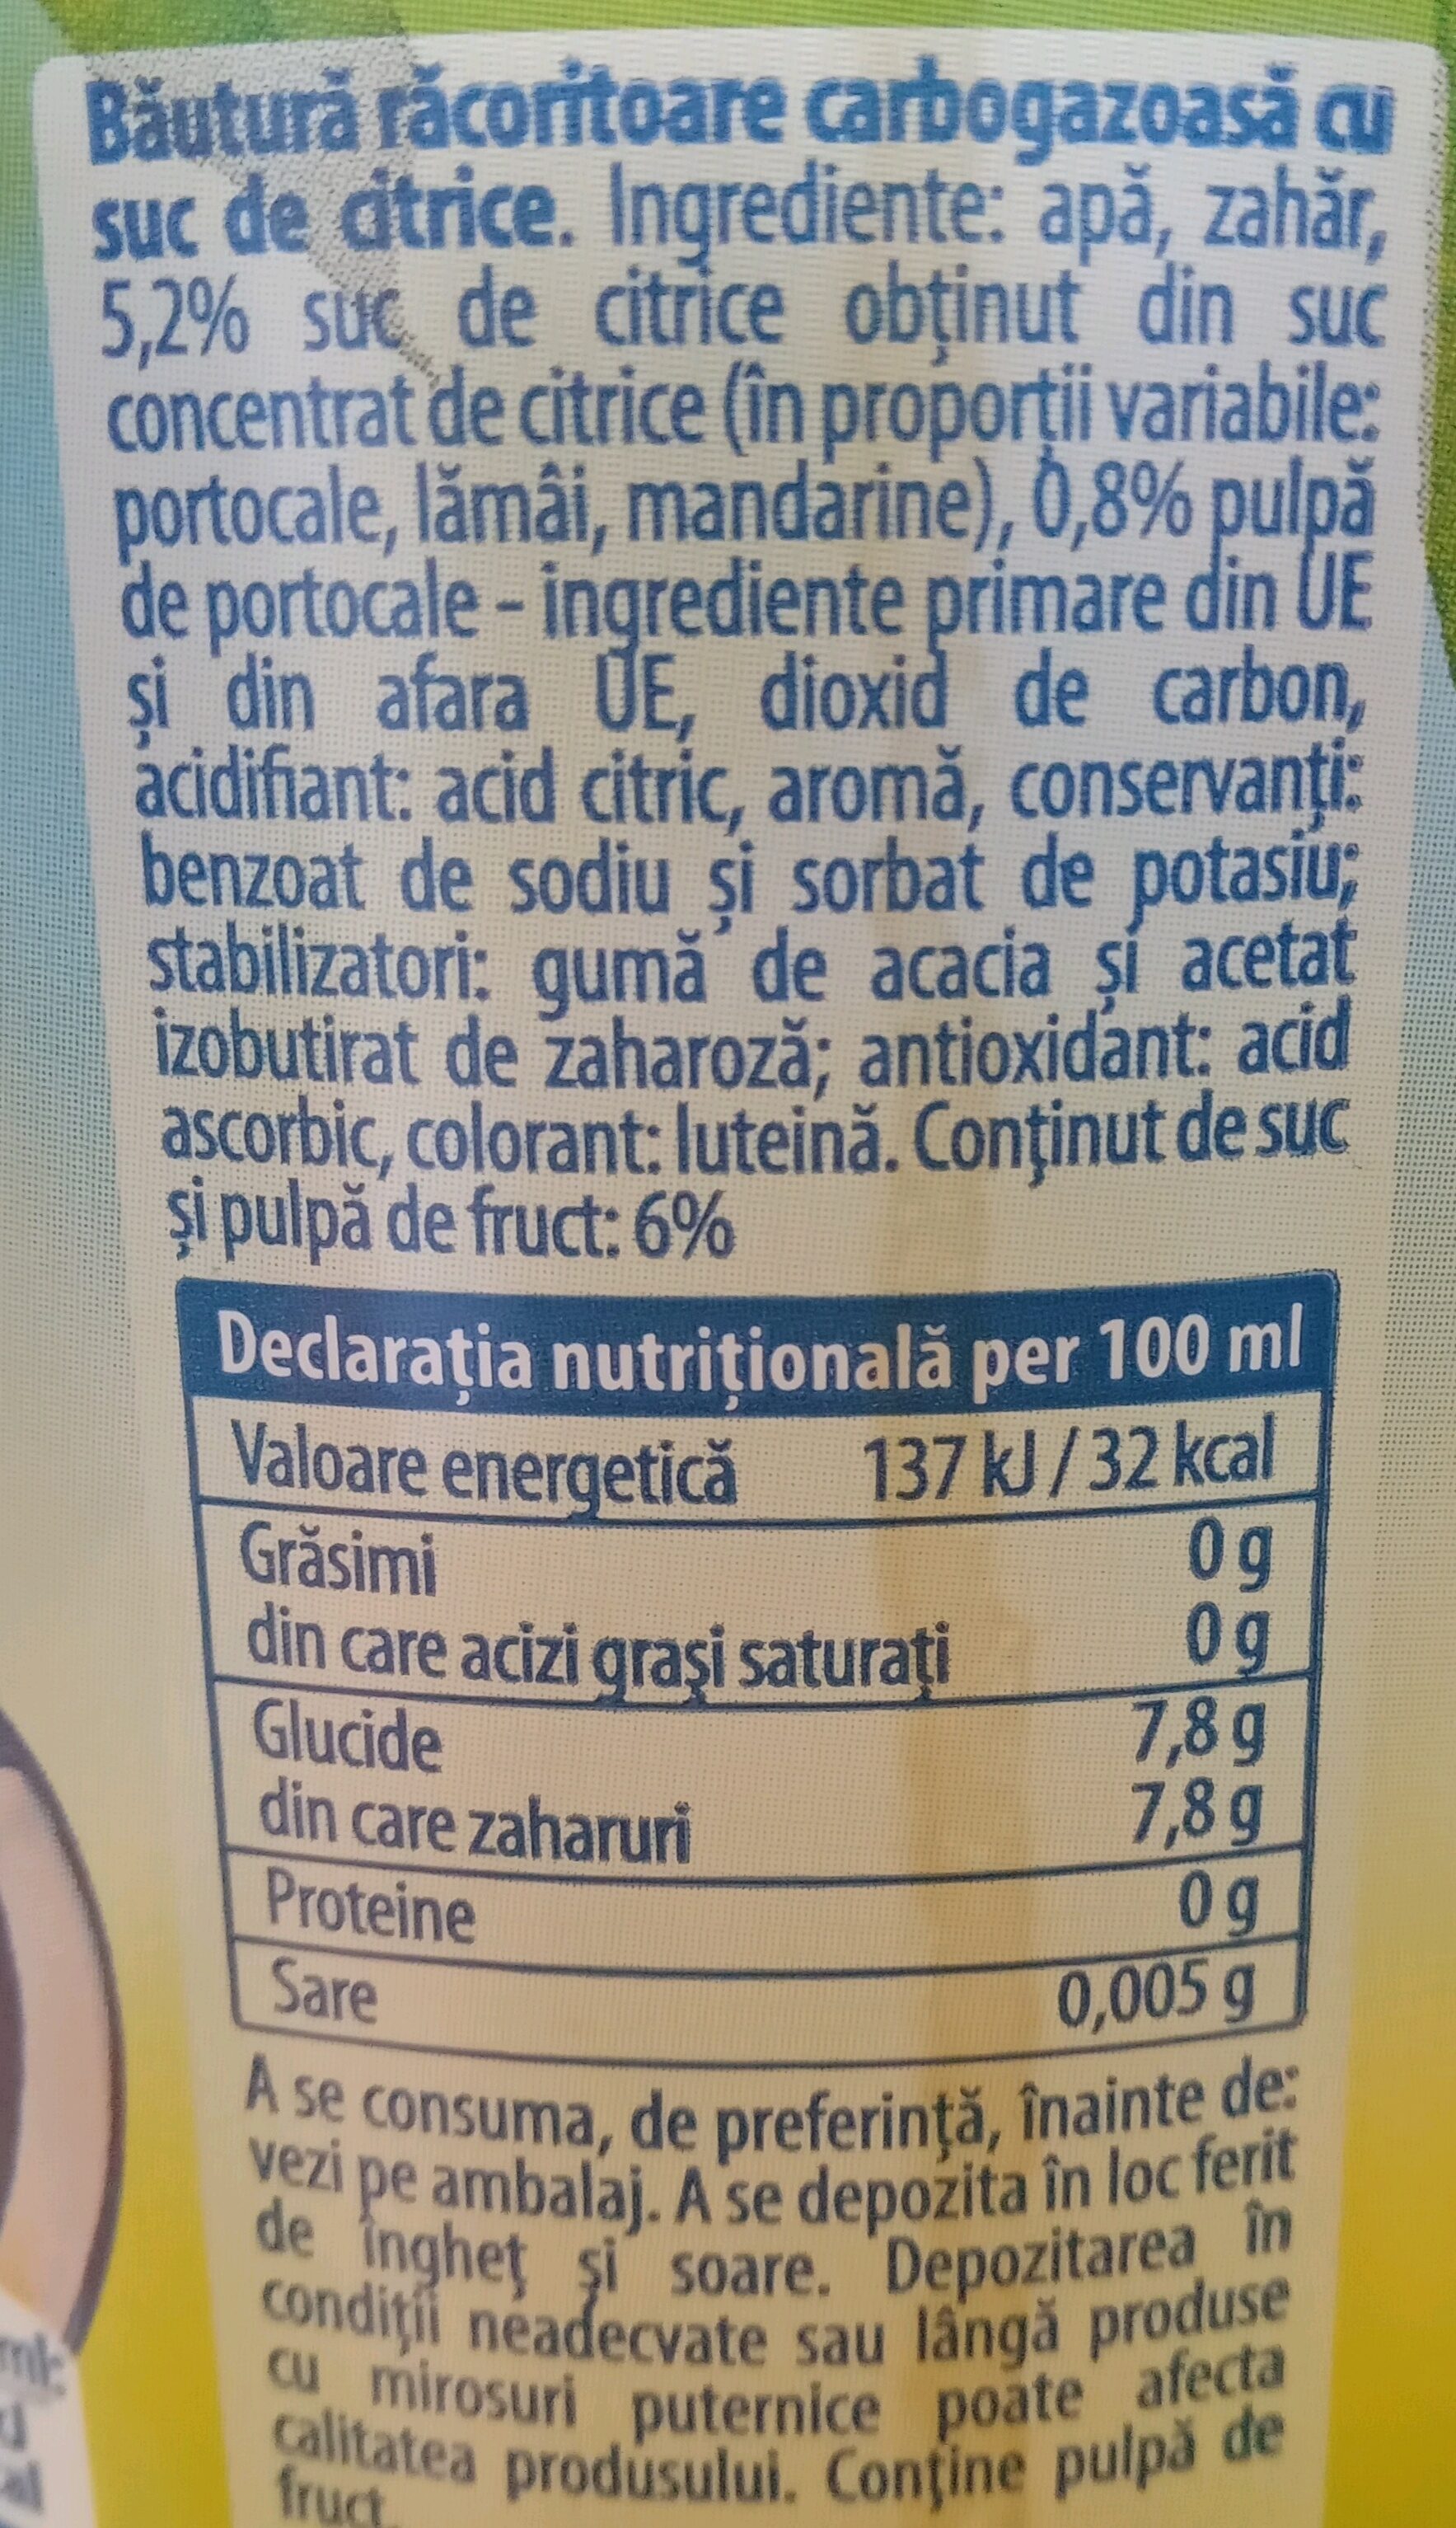 Băutură răcoritoare carbogazoasă cu
suc de citrice. Ingrediente: apă, zahăr,
5,2% suc de citrice obținut din suc
concentrat de citrice (în proporții variabile:
portocale, lămâi, mandarine), 0,8% pulpă
de portocale - ingrediente primare din UE
și din afara UE, dioxid de carbon,
acidifiant: acid citric, aromă, conservanți:
benzoat de sodiu și sorbat de potasiu;
stabilizatori: gumă de acacia și acetat
izobutirat de zaharoză; antioxidant: acid
ascorbic, colorant: luteină. Conținut de suc
și pulpă de fruct: 6%
Declarația nutrițională per 100 ml
Valoare energetică 137 kJ / 32 kcal
Grăsimi 0 g
din care acizi grași saturați 0 g
Glucide 7,8 g
din care zaharuri 7,8 g
Proteine 0 g
Sare 0,005 g
A se consuma, de preferință, înainte de:
vezi pe ambalaj. A se depozita în loc ferit
de îngheț și soare. Depozitarea în
condiții neadecvate sau lângă produse
cu mirosuri puternice poate afecta
calitatea produsului. Conține pulpă de
fruct